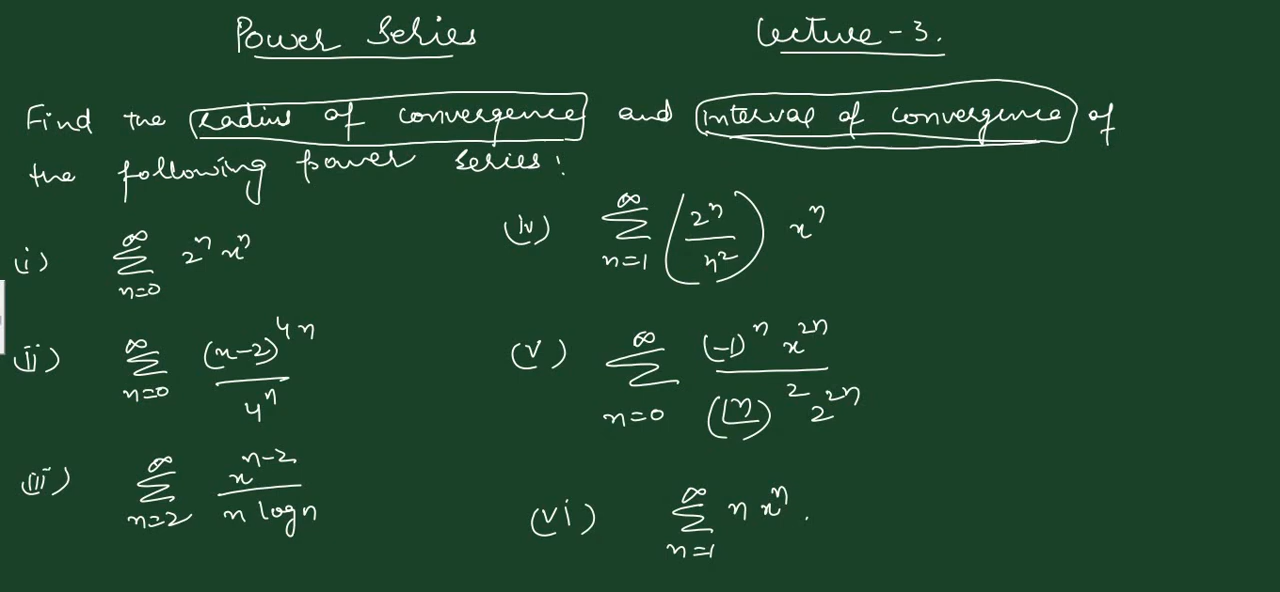 Power Series
Lecture - 3.
Find the radius of convergence and interval of convergence of
the following power series:
(i) ∞ Σ n=0 2^n x^n
(ii) ∞ Σ n=0 (x-2)^4n / 4^n
(iii) ∞ Σ n=2 x^n-2 / n log n
(iv) ∞ Σ n=1 (2^n / n^2) x^n
(v) ∞ Σ n=0 (-1)^n x^2n / (|n)^2 2^2n
(vi) ∞ Σ n=1 n x^n.